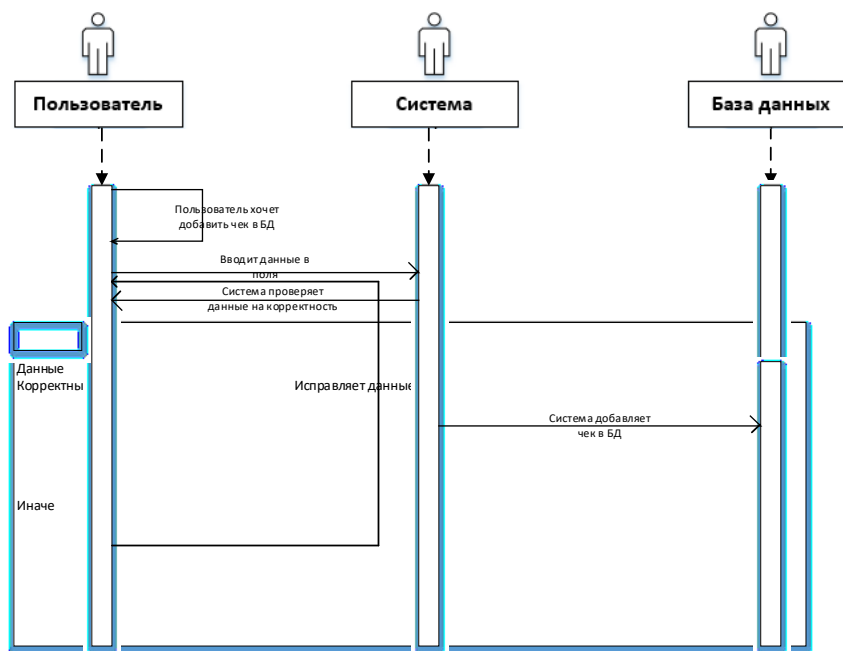 Пользователь
Система
База данных
Пользователь хочет
добавить чек в БД
Вводит данные в
поля
Система проверяет
данные на корректность
Данные
Корректны
Исправляет данные
Система добавляет
чек в БД
Иначе